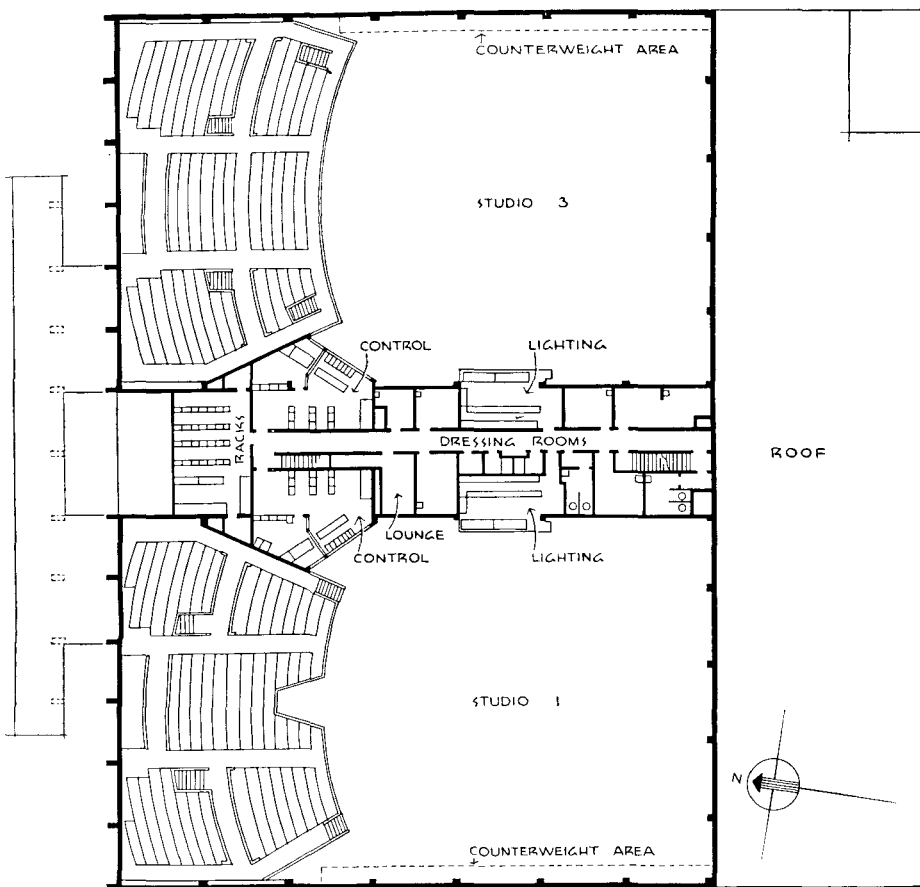 COUNTERWEIGHT AREA
STUDIO 3
CONTROL
LIGHTING
RACKS
DRESSING ROOMS
ROOF
LOUNGE
CONTROL
LIGHTING
STUDIO 1
N
COUNTERWEIGHT AREA